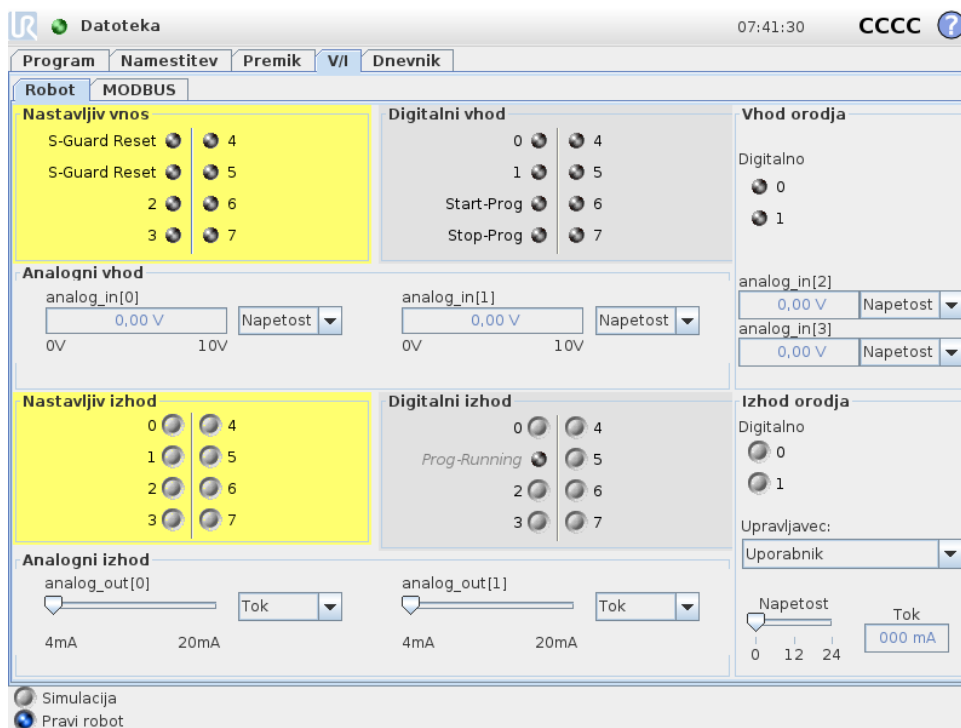 UR Datoteka 07:41:30 CCCC ?
Program Namestitev Premik V/I Dnevnik
Robot MODBUS
Nastavljiv vnos
S-Guard Reset 4
S-Guard Reset 5
2 6
3 7
Digitalni vhod
0 4
1 5
Start-Prog 6
Stop-Prog 7
Vhod orodja
Digitalno
0
1
analog_in[2]
0,00 V Napetost
analog_in[3]
0,00 V Napetost
Analogni vhod
analog_in[0]
0,00 V Napetost
0V 10V
analog_in[1]
0,00 V Napetost
0V 10V
Nastavljiv izhod
0 4
1 5
2 6
3 7
Digitalni izhod
0 4
Prog-Running 5
2 6
3 7
Izhod orodja
Digitalno
0
1
Upravljavec:
Uporabnik
Napetost
0 12 24
Tok
000 mA
Analogni izhod
analog_out[0]
Tok
4mA 20mA
analog_out[1]
Tok
4mA 20mA
Simulacija
Pravi robot